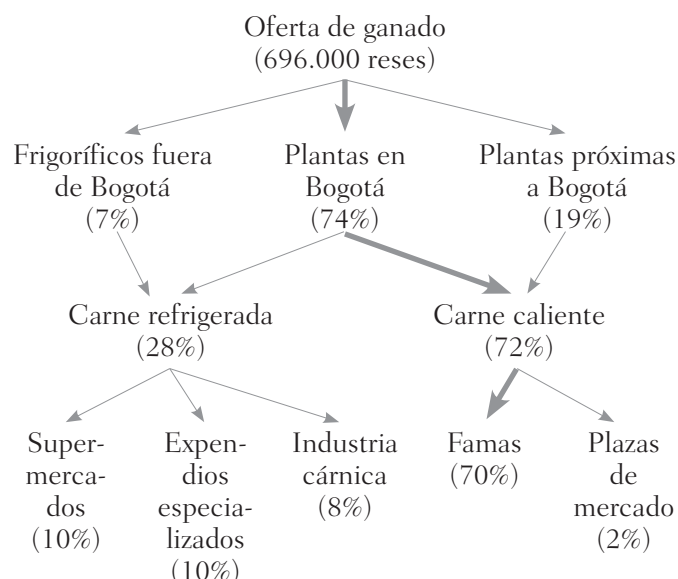 Oferta de ganado
(696.000 reses)
Frigoríficos fuera
de Bogotá
(7%)
Plantas en
Bogotá
(74%)
Plantas próximas
a Bogotá
(19%)
Carne refrigerada
(28%)
Carne caliente
(72%)
Super-
merca-
dos
(10%)
Expen-
dios
especia-
lizados
(10%)
Industria
cárnica
(8%)
Famas
(70%)
Plazas
de
mercado
(2%)